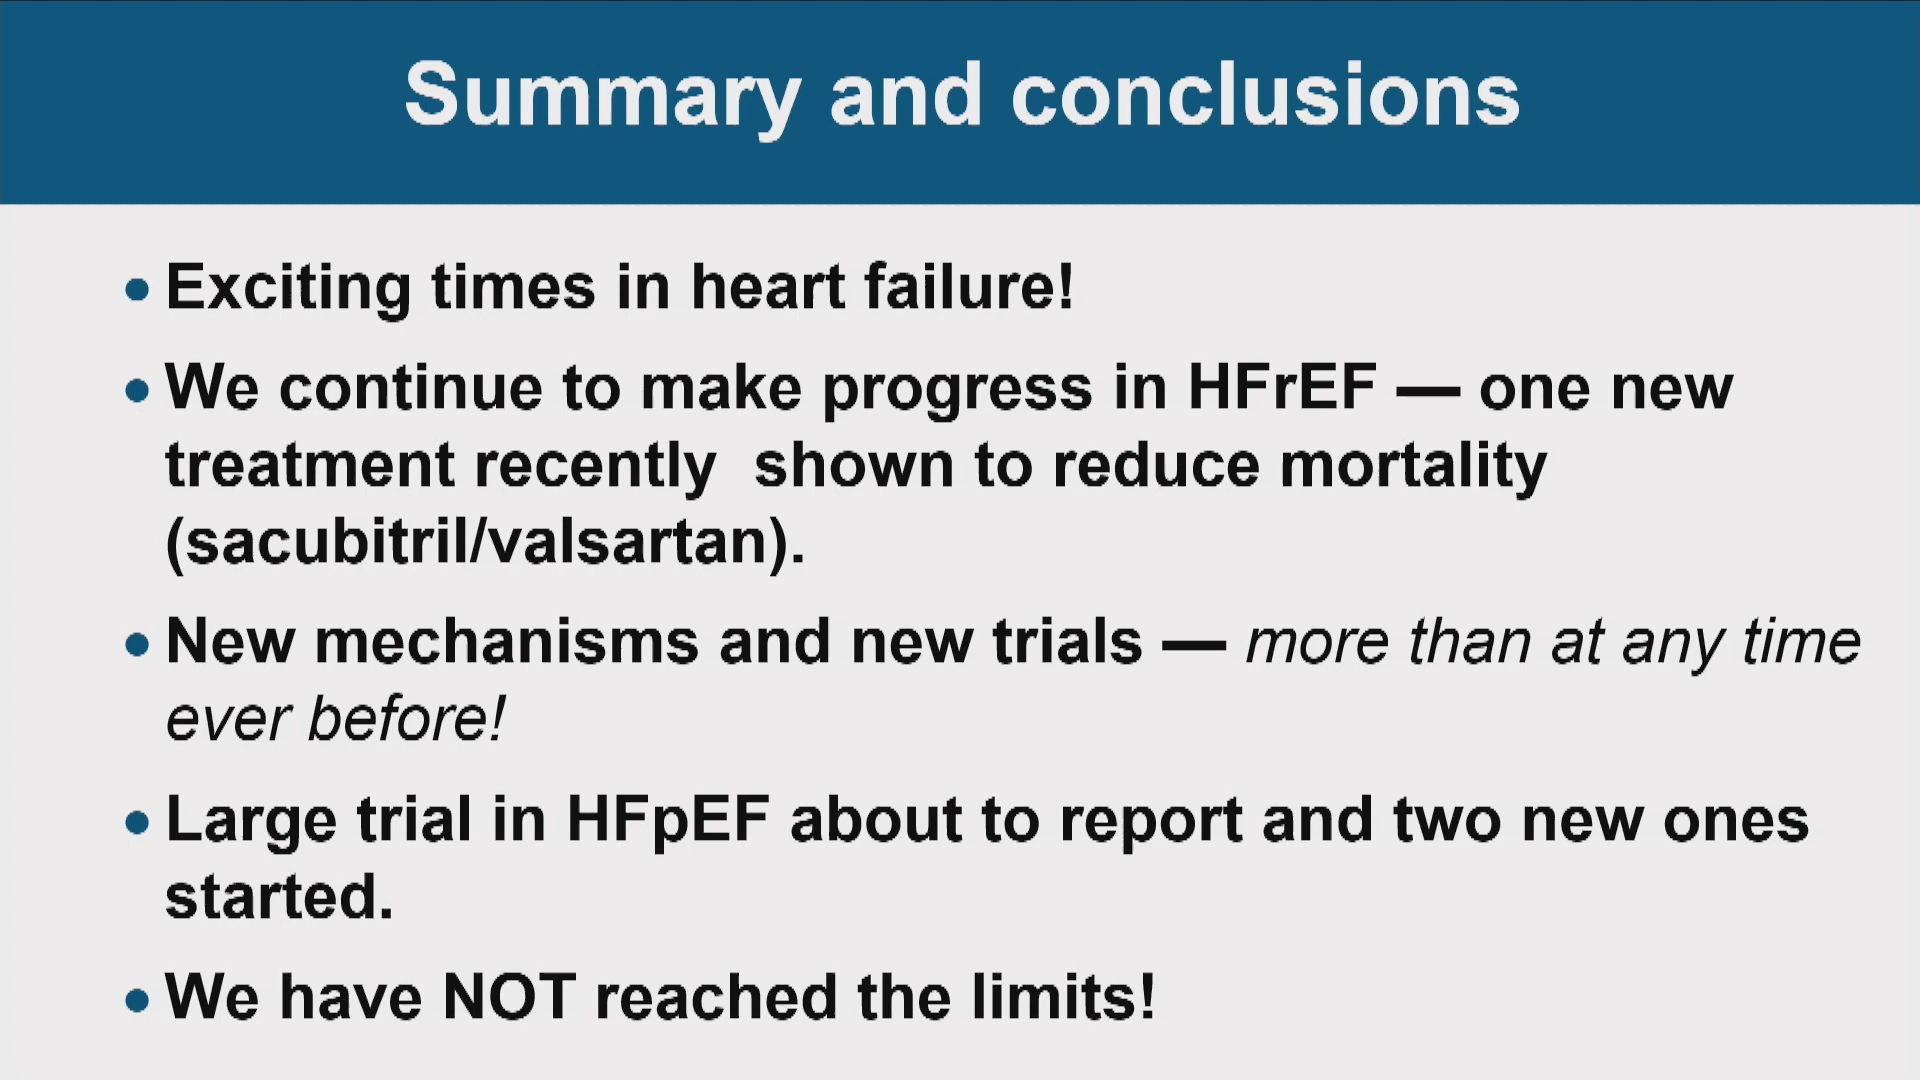 Summary and conclusions
• Exciting times in heart failure!
• We continue to make progress in HFrEF — one new
treatment recently  shown to reduce mortality
(sacubitril/valsartan).
• New mechanisms and new trials — more than at any time
ever before!
• Large trial in HFpEF about to report and two new ones
started.
• We have NOT reached the limits!